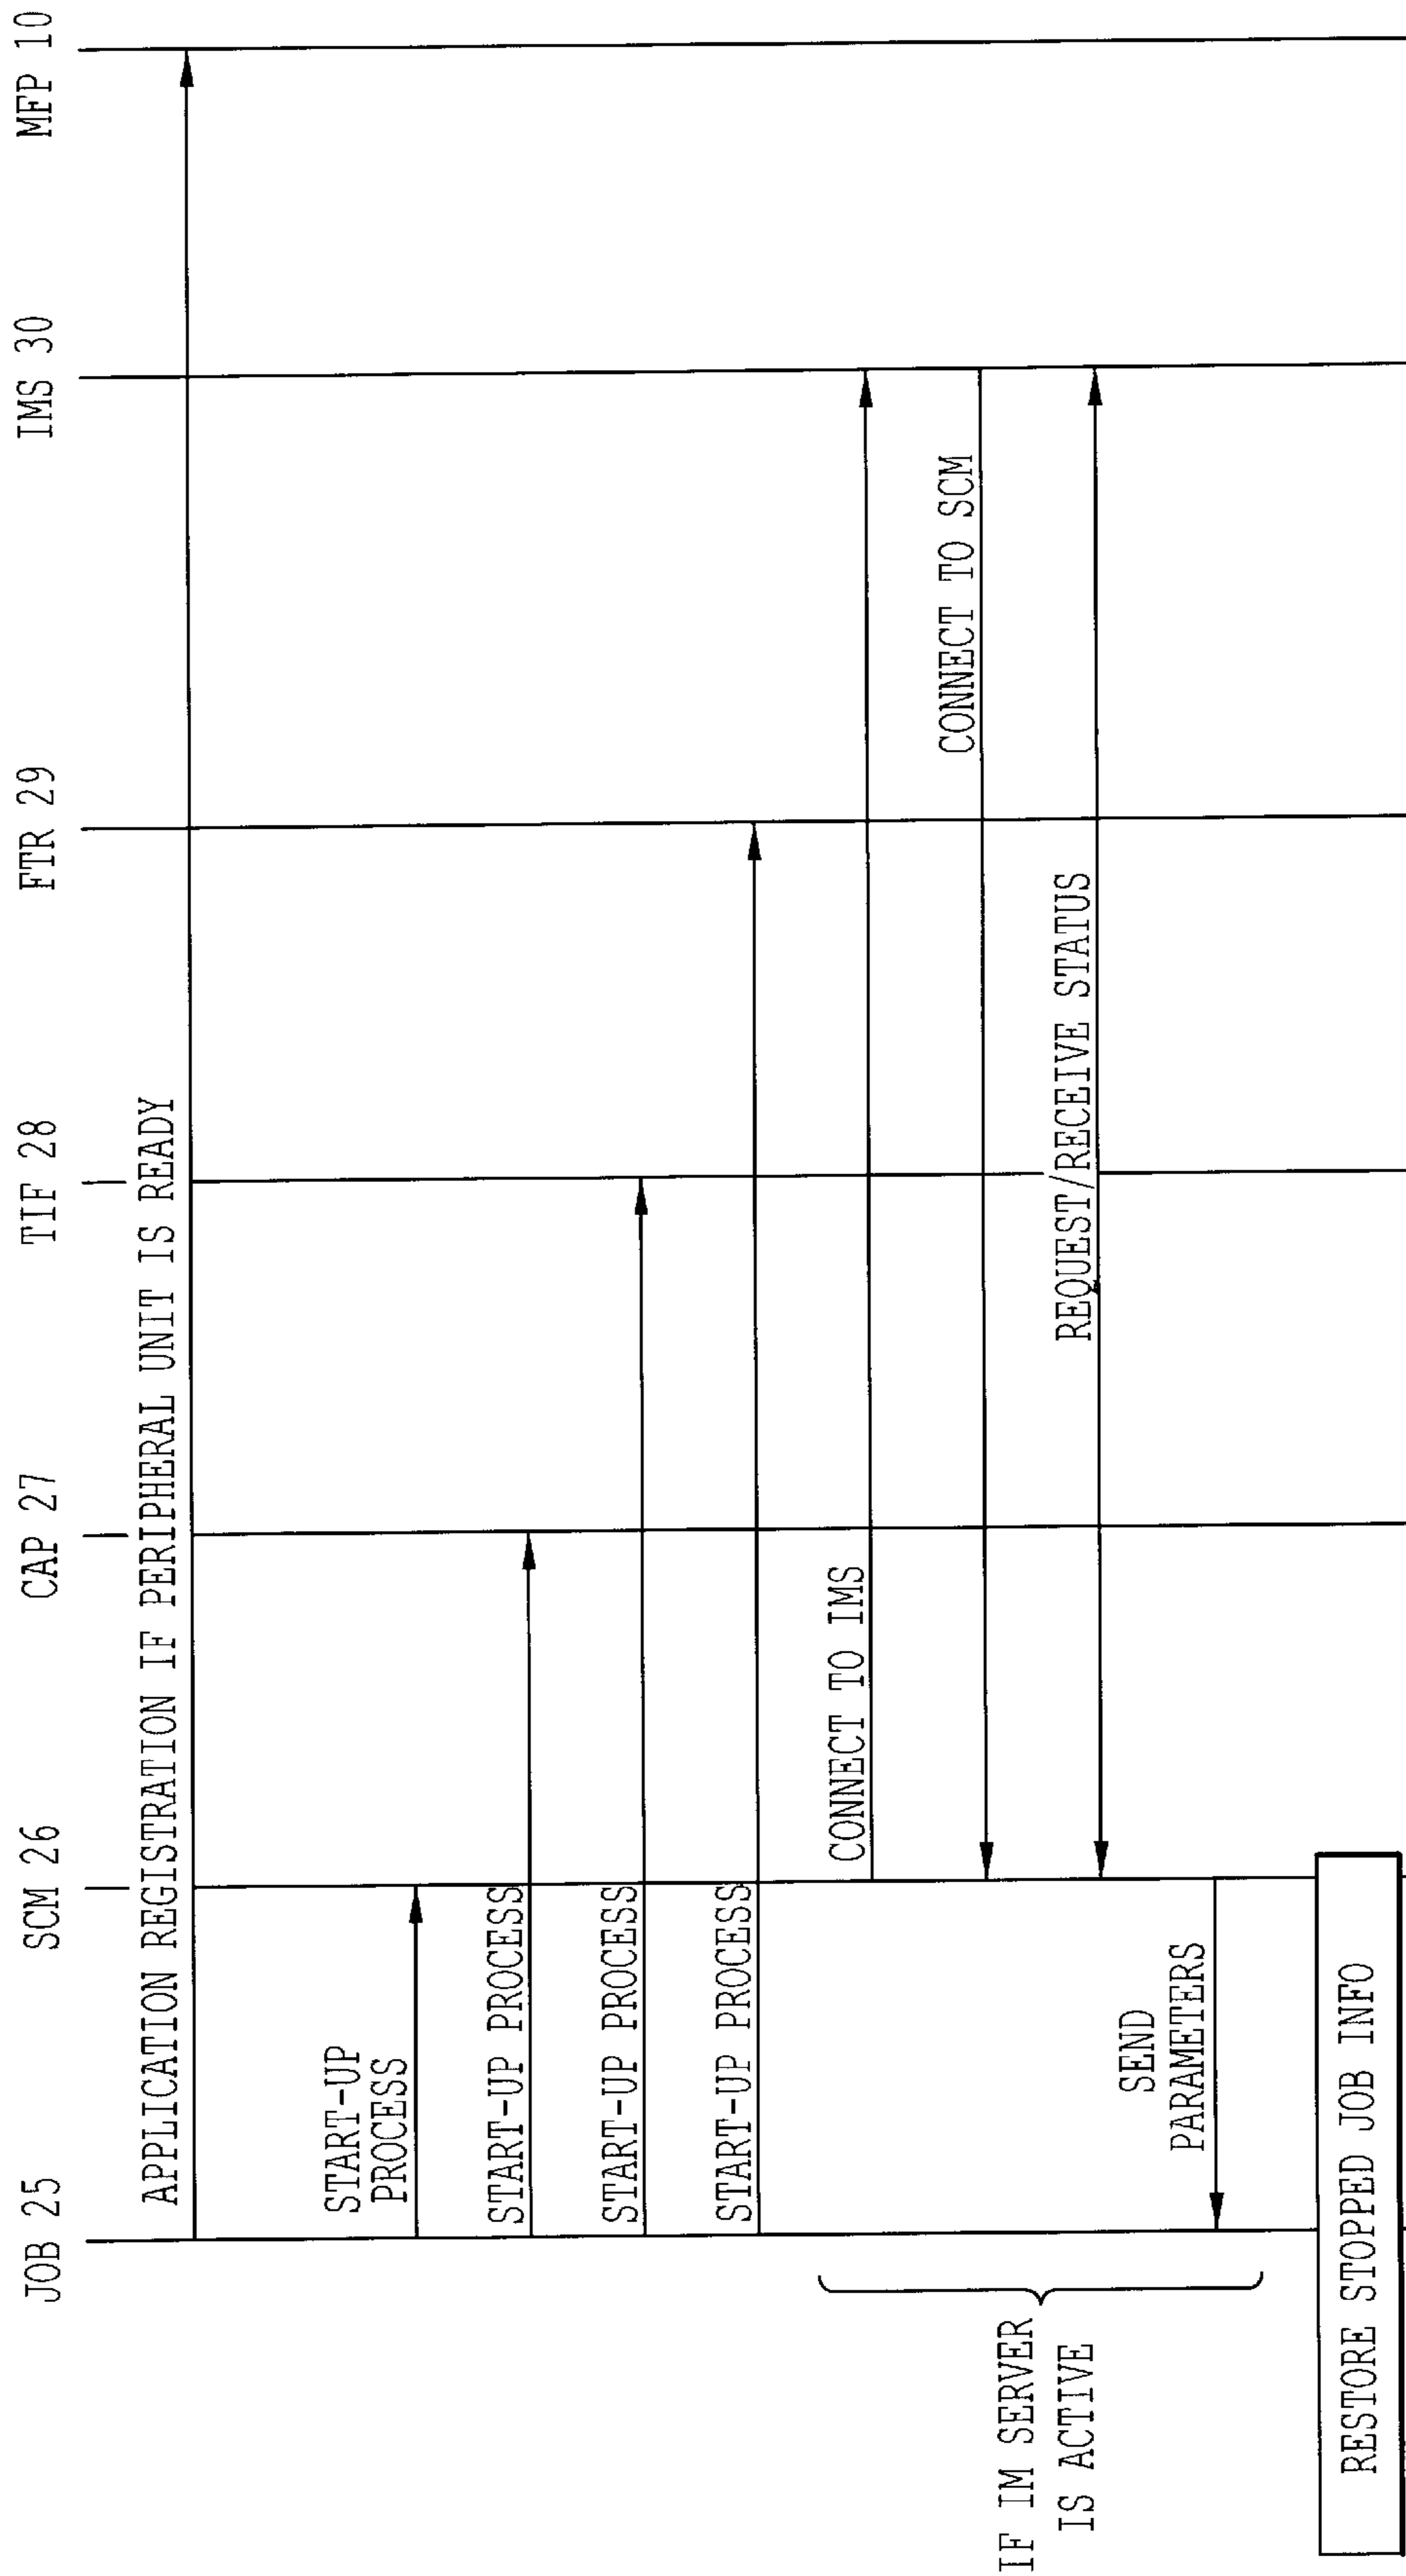 JOB 25
SCM 26
CAP 27
TIF 28
FTR 29
IMS 30
MFP 10
APPLICATION REGISTRATION IF PERIPHERAL UNIT IS READY
START-UP
PROCESS
START-UP PROCESS
START-UP PROCESS
START-UP PROCESS
CONNECT TO IMS
CONNECT TO SCM
REQUEST/RECEIVE STATUS
IF IM SERVER
IS ACTIVE
SEND
PARAMETERS
RESTORE STOPPED JOB INFO